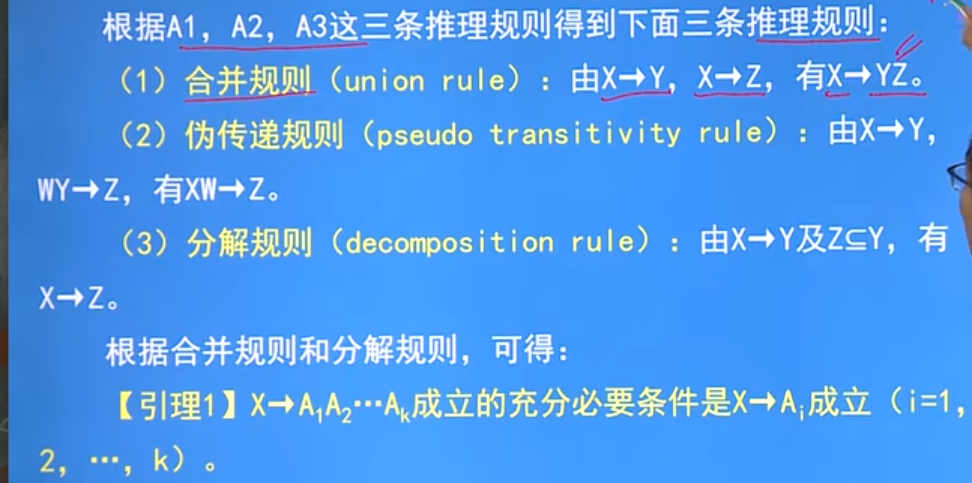 根据A1，A2，A3这三条推理规则得到下面三条推理规则：
（1）合并规则（union rule）：由X→Y，X→Z，有X→YZ。
（2）伪传递规则（pseudo transitivity rule）：由X→Y，
WY→Z，有XW→Z。
（3）分解规则（decomposition rule）：由X→Y及Z⊆Y，有
X→Z。
根据合并规则和分解规则，可得：
【引理1】X→A₁A₂…Aₖ成立的充分必要条件是X→Aᵢ成立（i=1，
2，…，k）。